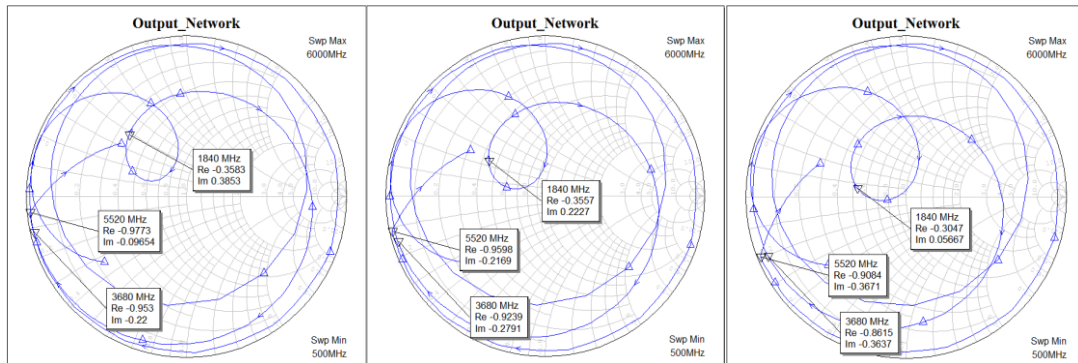 Output_Network
Swp Max
6000MHz
1840 MHz
Re -0.3583
Im 0.3853
5520 MHz
Re -0.9773
Im -0.09654
3680 MHz
Re -0.953
Im -0.22
Swp Min
500MHz
Output_Network
Swp Max
6000MHz
1840 MHz
Re -0.3557
Im 0.2227
5520 MHz
Re -0.9598
Im -0.2169
3680 MHz
Re -0.9239
Im -0.2791
Swp Min
500MHz
Output_Network
Swp Max
6000MHz
1840 MHz
Re -0.3047
Im 0.05667
5520 MHz
Re -0.9084
Im -0.3671
3680 MHz
Re -0.8615
Im -0.3637
Swp Min
500MHz